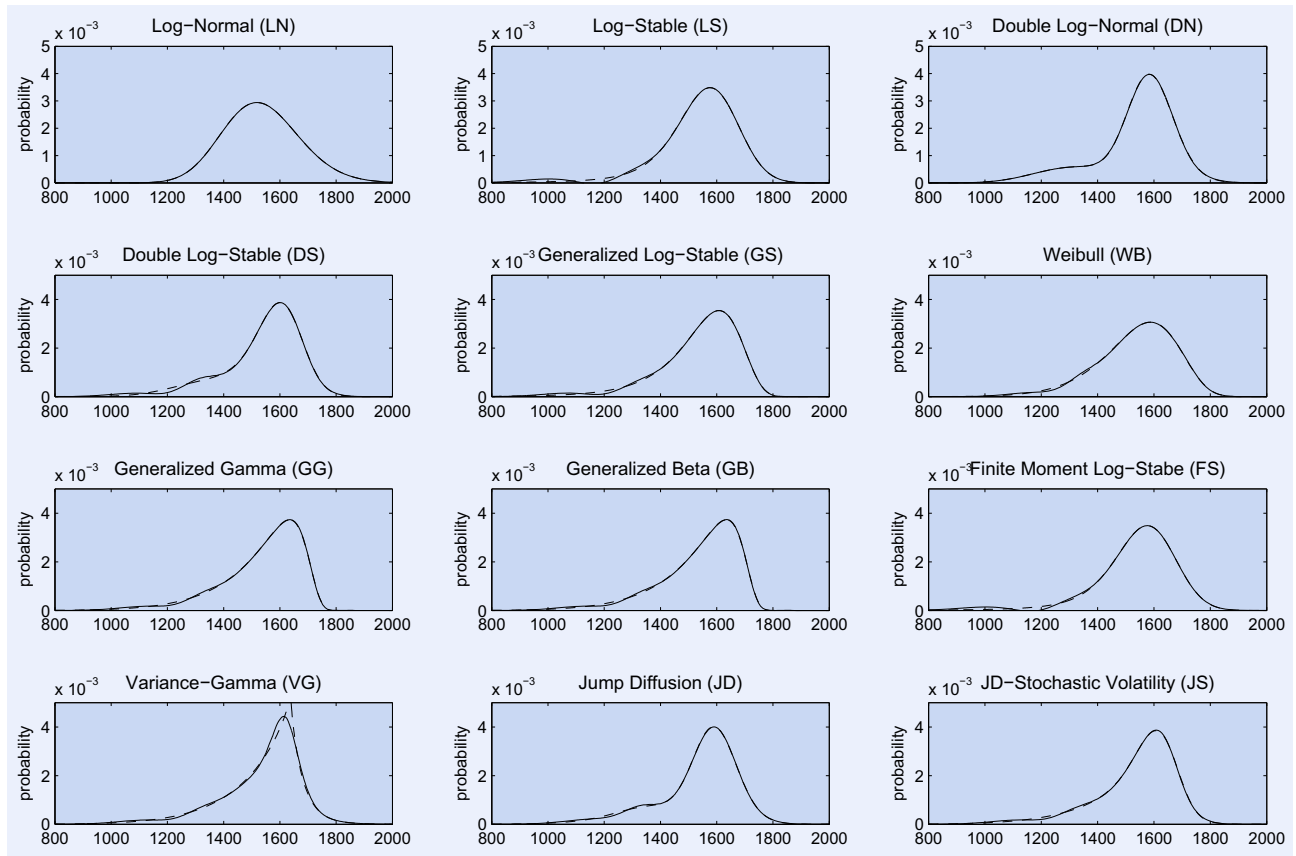 Log−Normal (LN)
x 10⁻³
probability
5
4
3
2
1
0
800 1000 1200 1400 1600 1800 2000
Log−Stable (LS)
x 10⁻³
probability
5
4
3
2
1
0
800 1000 1200 1400 1600 1800 2000
Double Log−Normal (DN)
x 10⁻³
probability
5
4
3
2
1
0
800 1000 1200 1400 1600 1800 2000
Double Log−Stable (DS)
x 10⁻³
probability
4
2
0
800 1000 1200 1400 1600 1800 2000
Generalized Log−Stable (GS)
x 10⁻³
probability
4
2
0
800 1000 1200 1400 1600 1800 2000
Weibull (WB)
x 10⁻³
probability
4
2
0
800 1000 1200 1400 1600 1800 2000
Generalized Gamma (GG)
x 10⁻³
probability
4
2
0
800 1000 1200 1400 1600 1800 2000
Generalized Beta (GB)
x 10⁻³
probability
4
2
0
800 1000 1200 1400 1600 1800 2000
Finite Moment Log−Stabe (FS)
x 10⁻³
probability
4
2
0
800 1000 1200 1400 1600 1800 2000
Variance−Gamma (VG)
x 10⁻³
probability
4
2
0
800 1000 1200 1400 1600 1800 2000
Jump Diffusion (JD)
x 10⁻³
probability
4
2
0
800 1000 1200 1400 1600 1800 2000
JD−Stochastic Volatility (JS)
x 10⁻³
probability
4
2
0
800 1000 1200 1400 1600 1800 2000